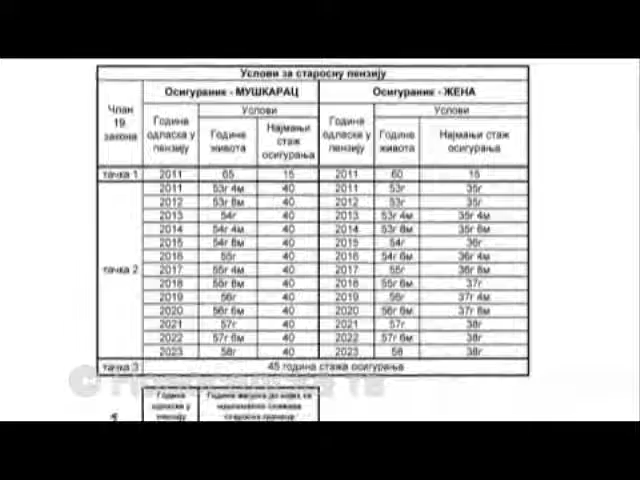 Услови за старосну пензију
Члан 19. закона
Осигураник - МУШКАРАЦ
Осигураник - ЖЕНА
Године одласка у пензију
Услови
Године живота
Најмањи стаж осигурања
Године одласка у пензију
Услови
Године живота
Најмањи стаж осигурања
тачка 1 2011 65 15 2011 60 15
тачка 2
2011 53г 4м 40 2011 53г 35г
2012 53г 8м 40 2012 53г 35г
2013 54г 40 2013 53г 4м 35г 4м
2014 54г 4м 40 2014 53г 8м 35г 8м
2015 54г 8м 40 2015 54г 36г
2016 55г 40 2016 54г 6м 36г 4м
2017 55г 4м 40 2017 55г 36г 8м
2018 55г 8м 40 2018 55г 6м 37г
2019 56г 40 2019 56г 37г 4м
2020 56г 6м 40 2020 56г 6м 37г 8м
2021 57г 40 2021 57г 38г
2022 57г 6м 40 2022 57г 6м 38г
2023 58г 40 2023 58 38г
тачка 3 45 година стажа осигурања
Година одласка у пензију